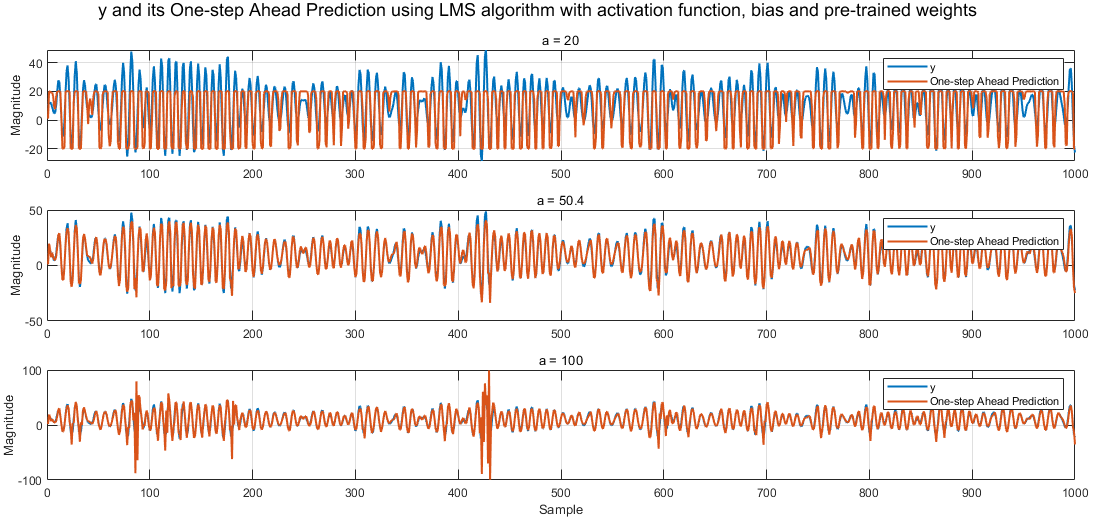 y and its One-step Ahead Prediction using LMS algorithm with activation function, bias and pre-trained weights
a = 20
Magnitude
40
20
0
-20
y
One-step Ahead Prediction
0 100 200 300 400 500 600 700 800 900 1000
a = 50.4
Magnitude
50
0
-50
y
One-step Ahead Prediction
0 100 200 300 400 500 600 700 800 900 1000
a = 100
Magnitude
100
0
-100
y
One-step Ahead Prediction
0 100 200 300 400 500 600 700 800 900 1000
Sample